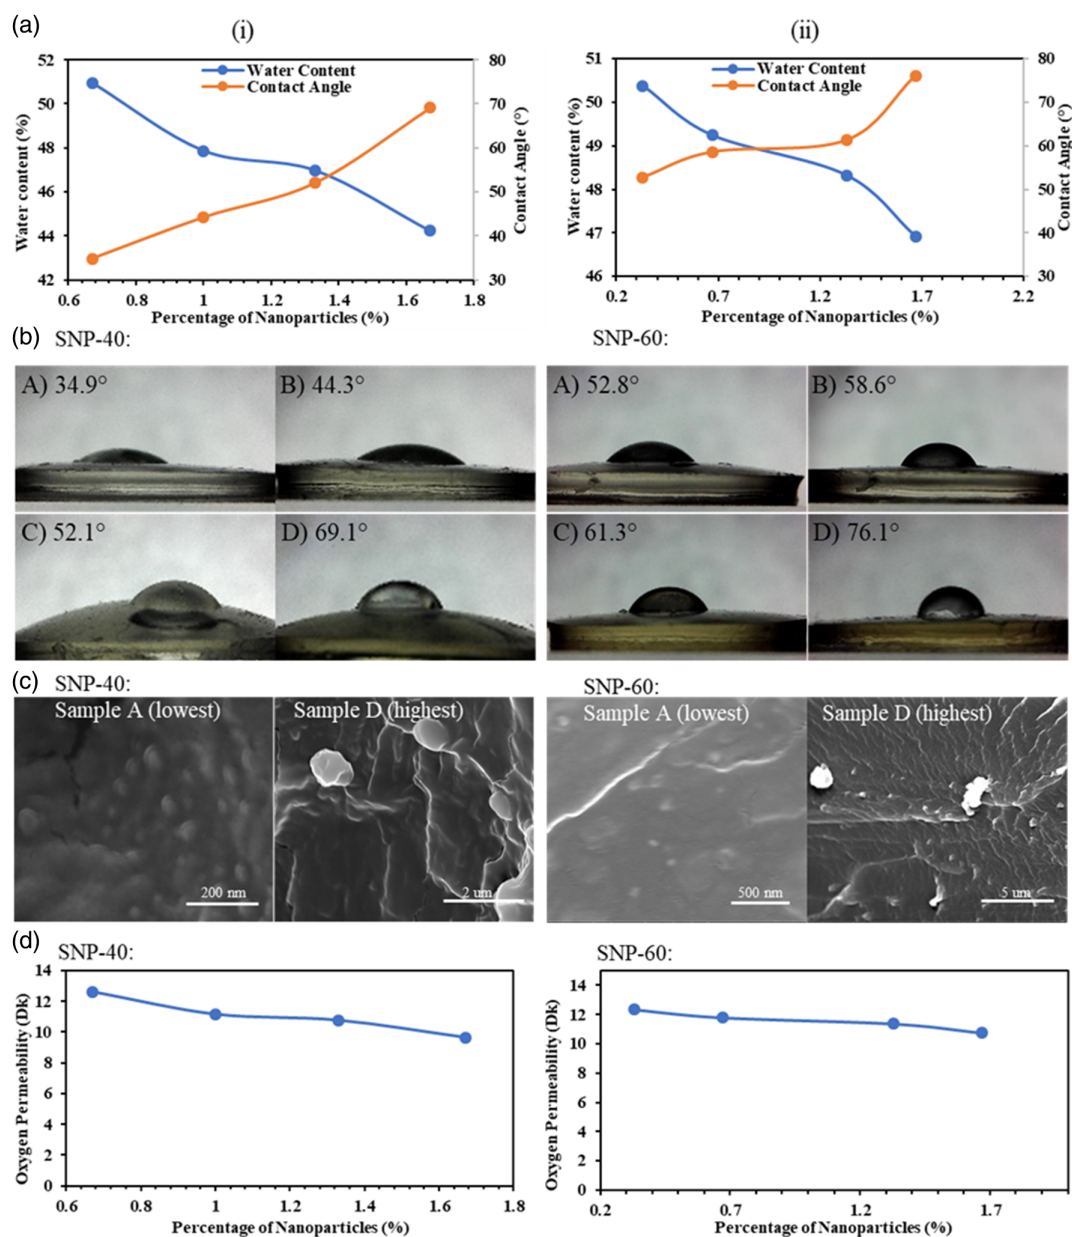 (a)
(i)
(ii)
Water Content
Contact Angle
52
50
48
46
44
42
80
70
60
50
40
30
0.6
0.8
1
1.2
1.4
1.6
1.8
Water content (%)
Contact Angle (°)
Percentage of Nanoparticles (%)
Water Content
Contact Angle
51
50
49
48
47
46
80
70
60
50
40
30
0.2
0.7
1.2
1.7
2.2
Water content (%)
Contact Angle (°)
Percentage of Nanoparticles (%)
(b)
SNP-40:
SNP-60:
A) 34.9°
B) 44.3°
A) 52.8°
B) 58.6°
C) 52.1°
D) 69.1°
C) 61.3°
D) 76.1°
(c)
SNP-40:
SNP-60:
Sample A (lowest)
Sample D (highest)
Sample A (lowest)
Sample D (highest)
200 nm
2 um
500 nm
5 um
(d)
SNP-40:
SNP-60:
14
12
10
8
6
4
2
0
0.6
0.8
1
1.2
1.4
1.6
1.8
Oxygen Permeability (Dk)
Percentage of Nanoparticles (%)
14
12
10
8
6
4
2
0
0.2
0.7
1.2
1.7
Oxygen Permeability (Dk)
Percentage of Nanoparticles (%)